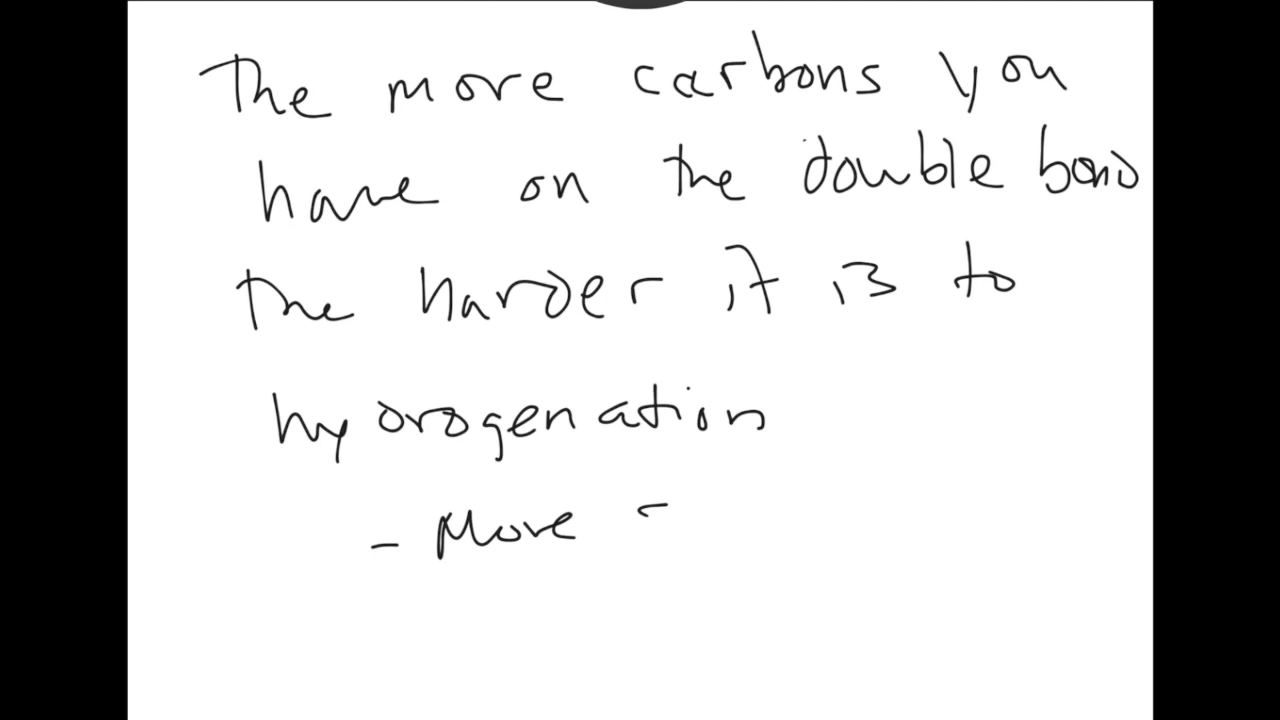 The more carbons you
have on the double bond
the harder it is to
hydrogenation
- More